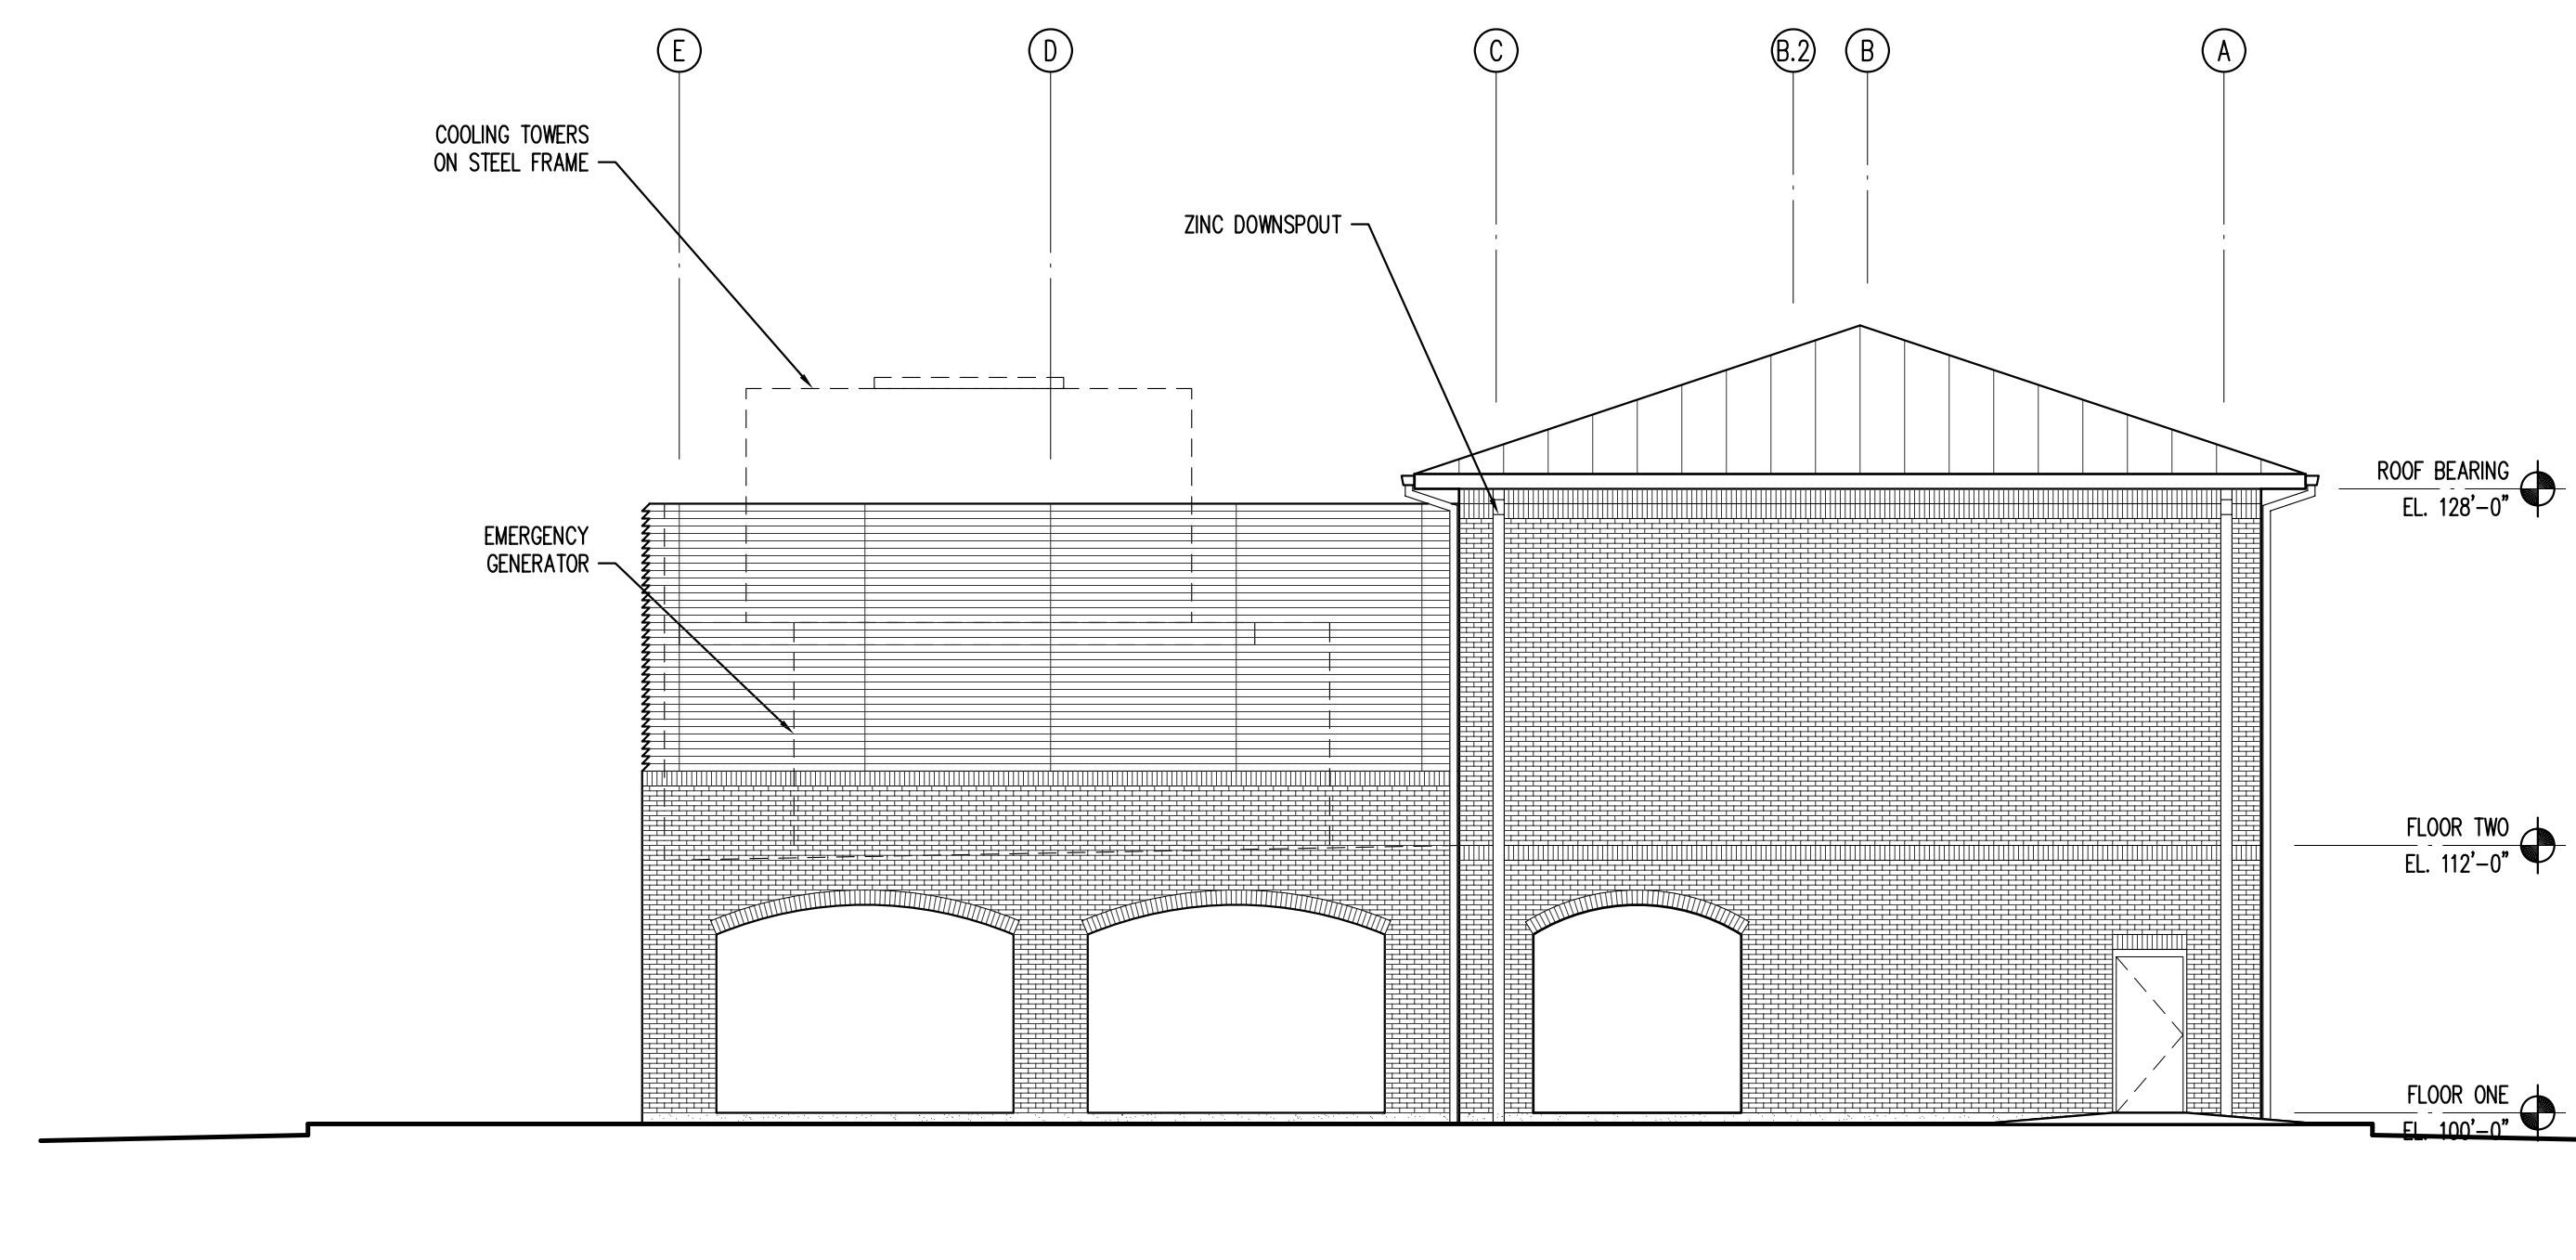 E D C B.2 B A
COOLING TOWERS
ON STEEL FRAME
ZINC DOWNSPOUT
ROOF BEARING
EL. 128'-0"
EMERGENCY
GENERATOR
FLOOR TWO
EL. 112'-0"
FLOOR ONE
EL. 100'-0"